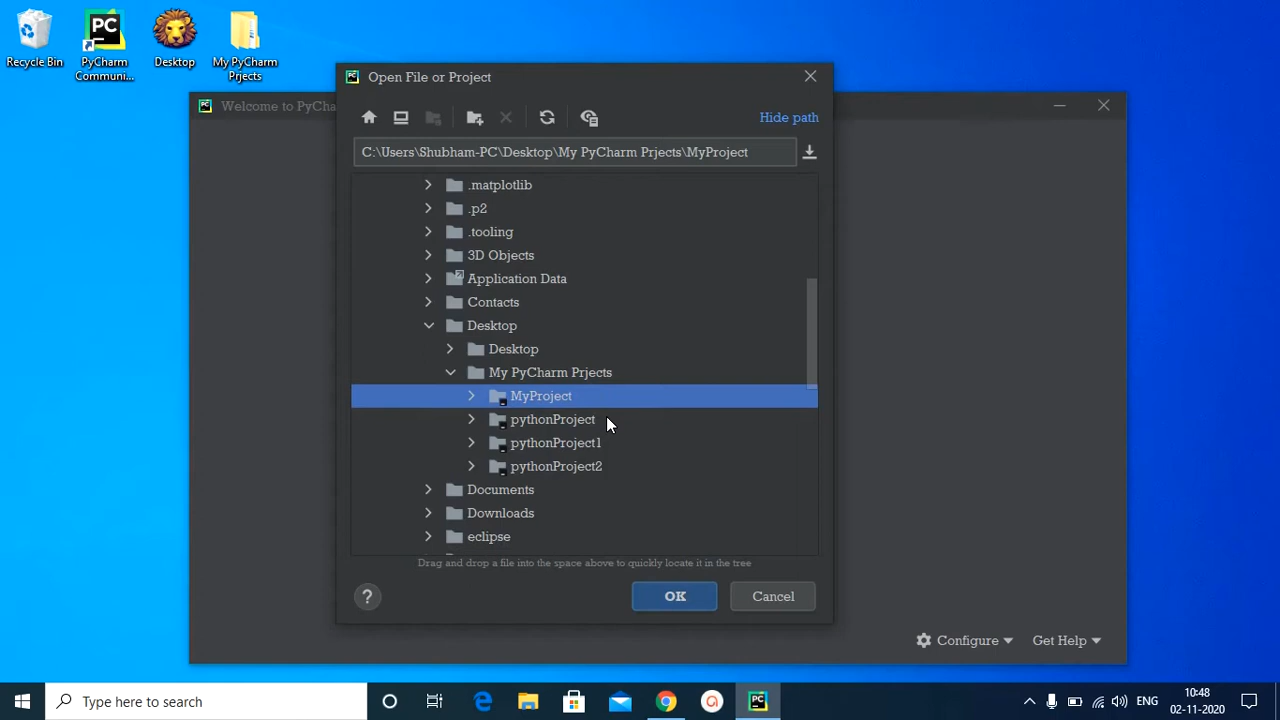 Recycle Bin
PyCharm
Communi...
Desktop
My PyCharm
Prjects
Welcome to PyCha
Open File or Project
Hide path
C:\Users\Shubham-PC\Desktop\My PyCharm Prjects\MyProject
.matplotlib
.p2
.tooling
3D Objects
Application Data
Contacts
Desktop
Desktop
My PyCharm Prjects
MyProject
pythonProject
pythonProject1
pythonProject2
Documents
Downloads
eclipse
Drag and drop a file into the space above to quickly locate it in the tree
?
OK
Cancel
Configure
Get Help
Type here to search
ENG
10:48
02-11-2020